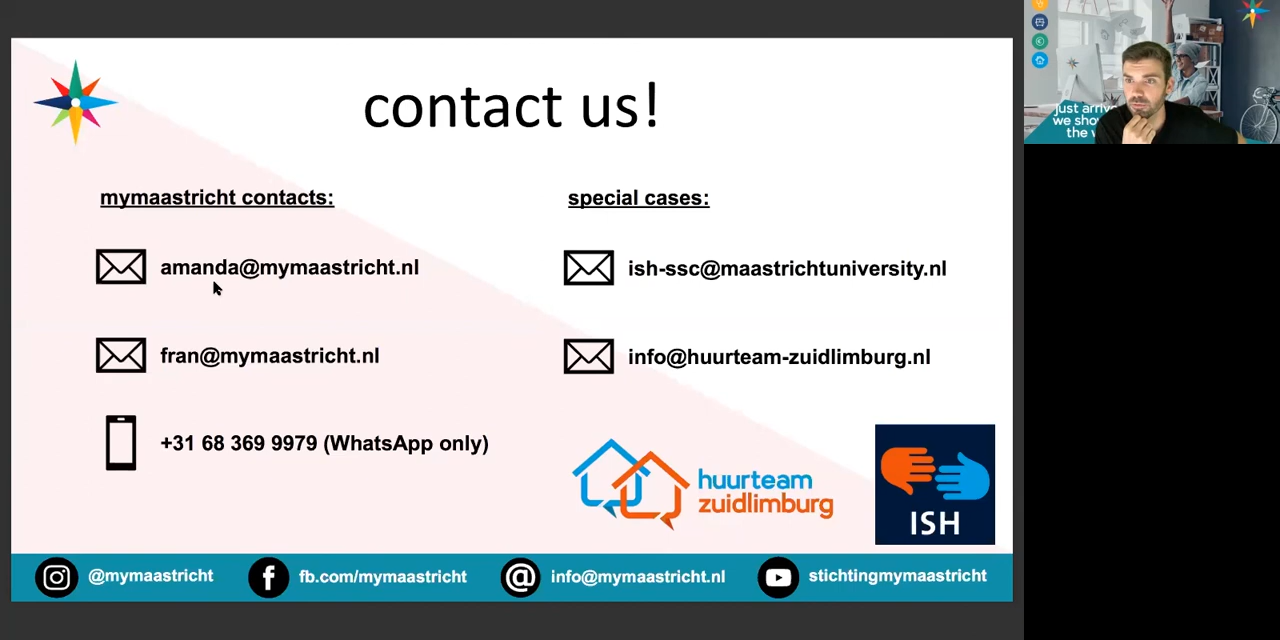 contact us!
mymaastricht contacts:
amanda@mymaastricht.nl
fran@mymaastricht.nl
+31 68 369 9979 (WhatsApp only)
special cases:
ish-ssc@maastrichtuniversity.nl
info@huurteam-zuidlimburg.nl
huurteam
zuidlimburg
ISH
@mymaastricht
fb.com/mymaastricht
info@mymaastricht.nl
stichtingmymaastricht
just
we
the